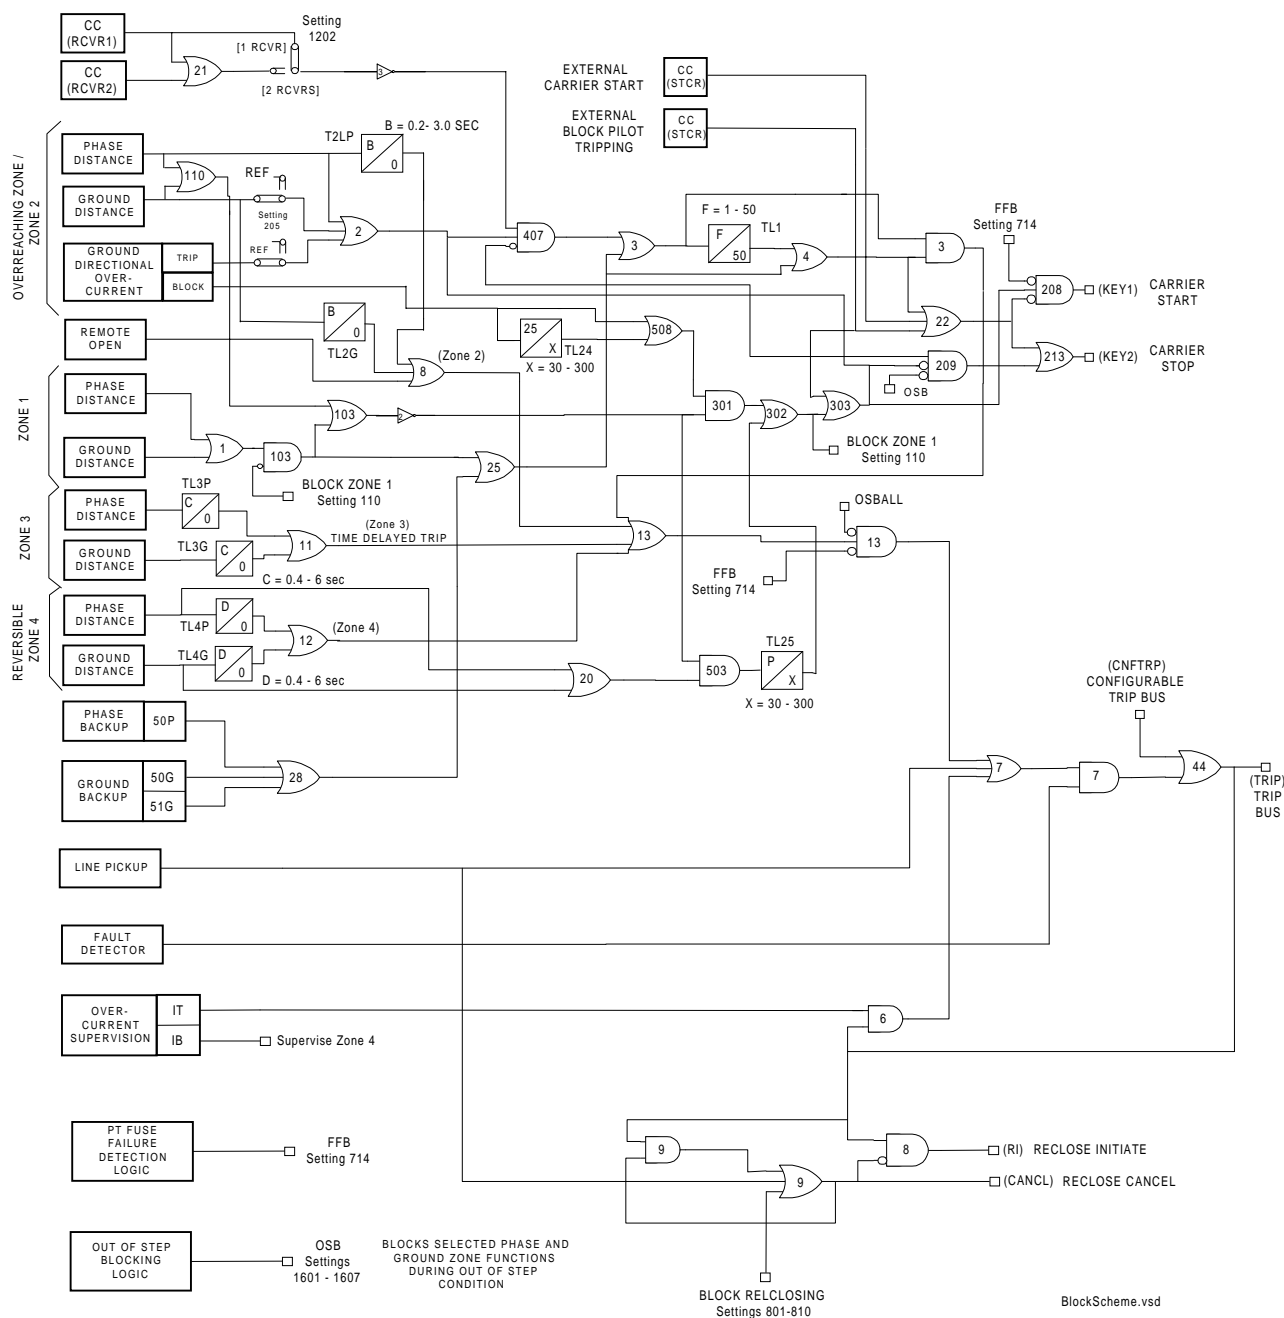 CC
(RCVR1)
CC
(RCVR2)
21
Setting
1202
[1 RCVR]
[2 RCVRS]
3
EXTERNAL
CARRIER START
CC
(STCR)
EXTERNAL
BLOCK PILOT
TRIPPING
CC
(STCR)
OVERREACHING ZONE /
ZONE 2
PHASE
DISTANCE
GROUND
DISTANCE
GROUND
DIRECTIONAL
OVER-
CURRENT
TRIP
BLOCK
110
T2LP
B = 0.2- 3.0 SEC
B
0
REF
Setting
205
REF
2
407
3
F = 1 - 50
F
50
TL1
4
3
FFB
Setting 714
208
(KEY1)
CARRIER
START
22
213
(KEY2)
CARRIER
STOP
209
OSB
REMOTE
OPEN
B
0
TL2G
8
(Zone 2)
25
X
TL24
X = 30 - 300
508
ZONE 1
PHASE
DISTANCE
GROUND
DISTANCE
1
103
103
2
BLOCK ZONE 1
Setting 110
25
301
302
303
BLOCK ZONE 1
Setting 110
ZONE 3
PHASE
DISTANCE
GROUND
DISTANCE
TL3P
C
0
TL3G
C
0
C = 0.4 - 6 sec
11
(Zone 3)
TIME DELAYED TRIP
13
OSBALL
13
FFB
Setting 714
REVERSIBLE
ZONE 4
PHASE
DISTANCE
GROUND
DISTANCE
D
0
TL4P
TL4G
D
0
D = 0.4 - 6 sec
12
(Zone 4)
20
503
TL25
P
X
X = 30 - 300
PHASE
BACKUP
50P
GROUND
BACKUP
50G
51G
28
(CNFTRP)
CONFIGURABLE
TRIP BUS
7
7
44
(TRIP)
TRIP
BUS
LINE PICKUP
FAULT
DETECTOR
OVER-
CURRENT
SUPERVISION
IT
IB
Supervise Zone 4
6
PT FUSE
FAILURE
DETECTION
LOGIC
FFB
Setting 714
9
9
8
(RI) RECLOSE INITIATE
(CANCL) RECLOSE CANCEL
OUT OF STEP
BLOCKING
LOGIC
OSB
Settings
1601 - 1607
BLOCKS SELECTED PHASE AND
GROUND ZONE FUNCTIONS
DURING OUT OF STEP
CONDITION
BLOCK RELCLOSING
Settings 801-810
BlockScheme.vsd